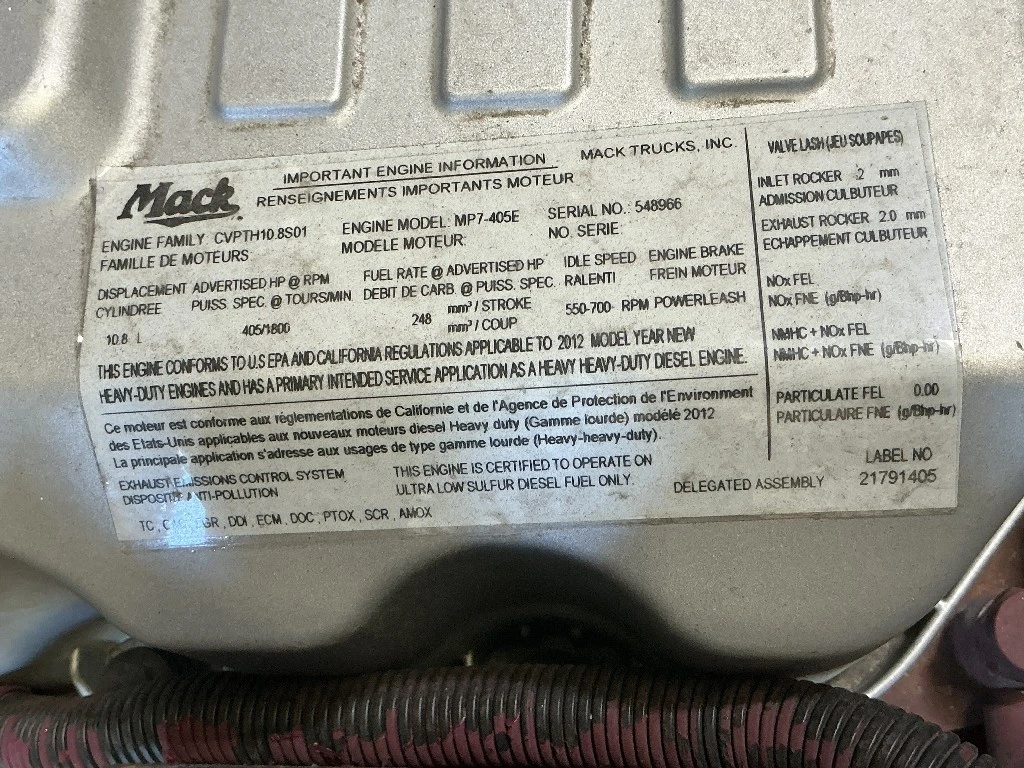 Mack
IMPORTANT ENGINE INFORMATION
MACK TRUCKS, INC.
RENSEIGNEMENTS IMPORTANTS MOTEUR
ENGINE FAMILY: CVPTH10.8S01
FAMILLE DE MOTEURS
ENGINE MODEL: MP7-405E
MODELE MOTEUR:
SERIAL NO.: 548966
NO. SERIE:
DISPLACEMENT
CYLINDREE
10.8 L
ADVERTISED HP @ RPM
PUISS. SPEC. @ TOURS/MIN
405/1800
FUEL RATE @ ADVERTISED HP
DEBIT DE CARB. @ PUISS. SPEC.
248 mm³ / STROKE
mm³ / COUP
IDLE SPEED
RALENTI
550-700 RPM
ENGINE BRAKE
FREIN MOTEUR
POWERLEASH
THIS ENGINE CONFORMS TO U.S EPA AND CALIFORNIA REGULATIONS APPLICABLE TO 2012 MODEL YEAR NEW
HEAVY-DUTY ENGINES AND HAS A PRIMARY INTENDED SERVICE APPLICATION AS A HEAVY HEAVY-DUTY DIESEL ENGINE.
Ce moteur est conforme aux réglementations de Californie et de l'Agence de Protection de l'Environment
des Etats-Unis applicables aux nouveaux moteurs diesel Heavy duty (Gamme lourde) modélé 2012
La principale application s'adresse aux usages de type gamme lourde (Heavy-heavy-duty).
EXHAUST EMISSIONS CONTROL SYSTEM
DISPOSITIF ANTI-POLLUTION
TC, EGR, DDI, ECM, DOC, PTOX, SCR, AMOX
THIS ENGINE IS CERTIFIED TO OPERATE ON
ULTRA LOW SULFUR DIESEL FUEL ONLY.
DELEGATED ASSEMBLY
VALVE LASH (JEU SOUPAPES)
INLET ROCKER .2 mm
ADMISSION CULBUTEUR
EXHAUST ROCKER 2.0 mm
ECHAPPEMENT CULBUTEUR
NOx FEL
NOx FNE (g/Bhp-hr)
NMHC + NOx FEL
NMHC + NOx FNE (g/Bhp-hr)
PARTICULATE FEL 0.00
PARTICULAIRE FNE (g/Bhp-hr)
LABEL NO
21791405